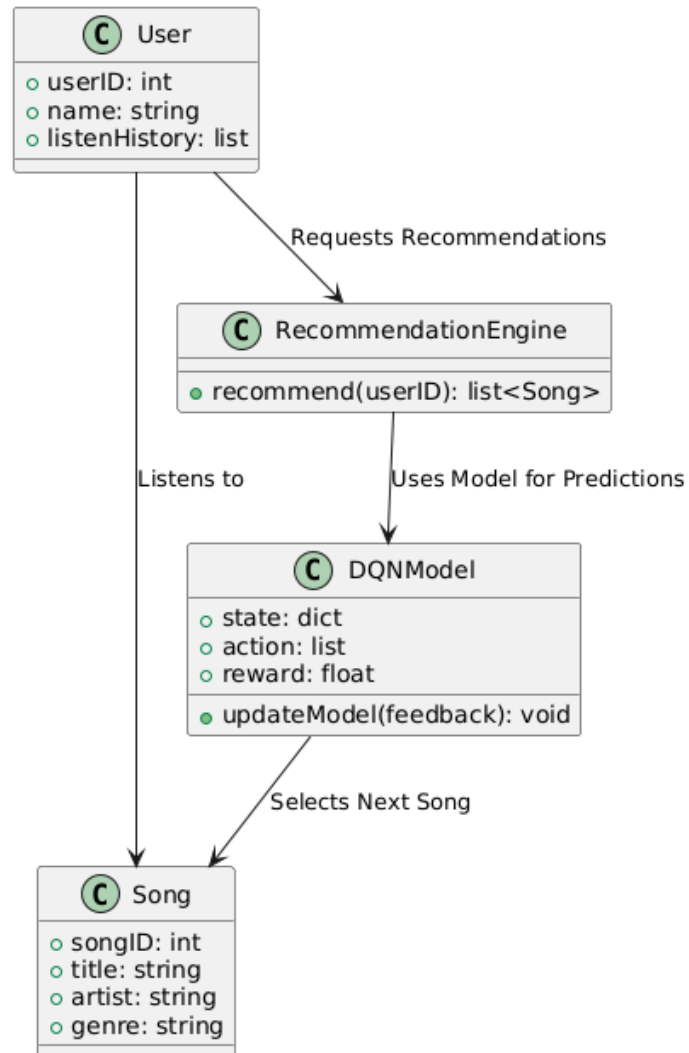 C User
userID: int
name: string
listenHistory: list
Requests Recommendations
C RecommendationEngine
recommend(userID): list<Song>
Listens to
Uses Model for Predictions
C DQNModel
state: dict
action: list
reward: float
updateModel(feedback): void
Selects Next Song
C Song
songID: int
title: string
artist: string
genre: string